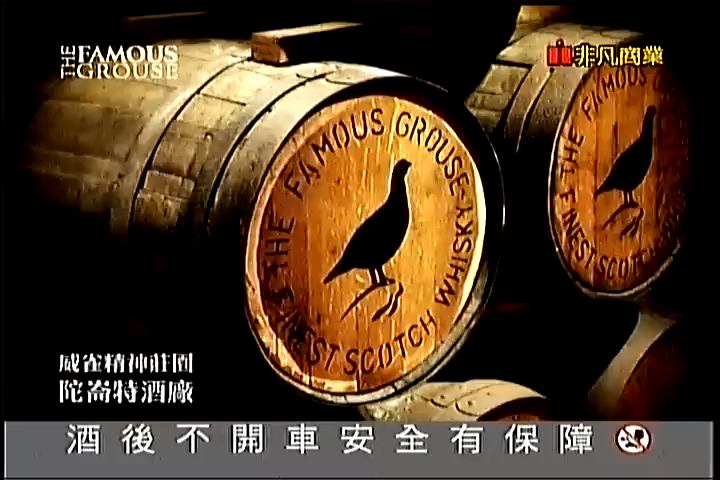 THE FAMOUS GROUSE
非凡商業
THE FAMOUS GROUSE
FINEST SCOTCH WHISKY
THE FAMOUS
FINEST SCOTCH
威雀精神莊園
陀崙特酒廠
酒後不開車安全有保障